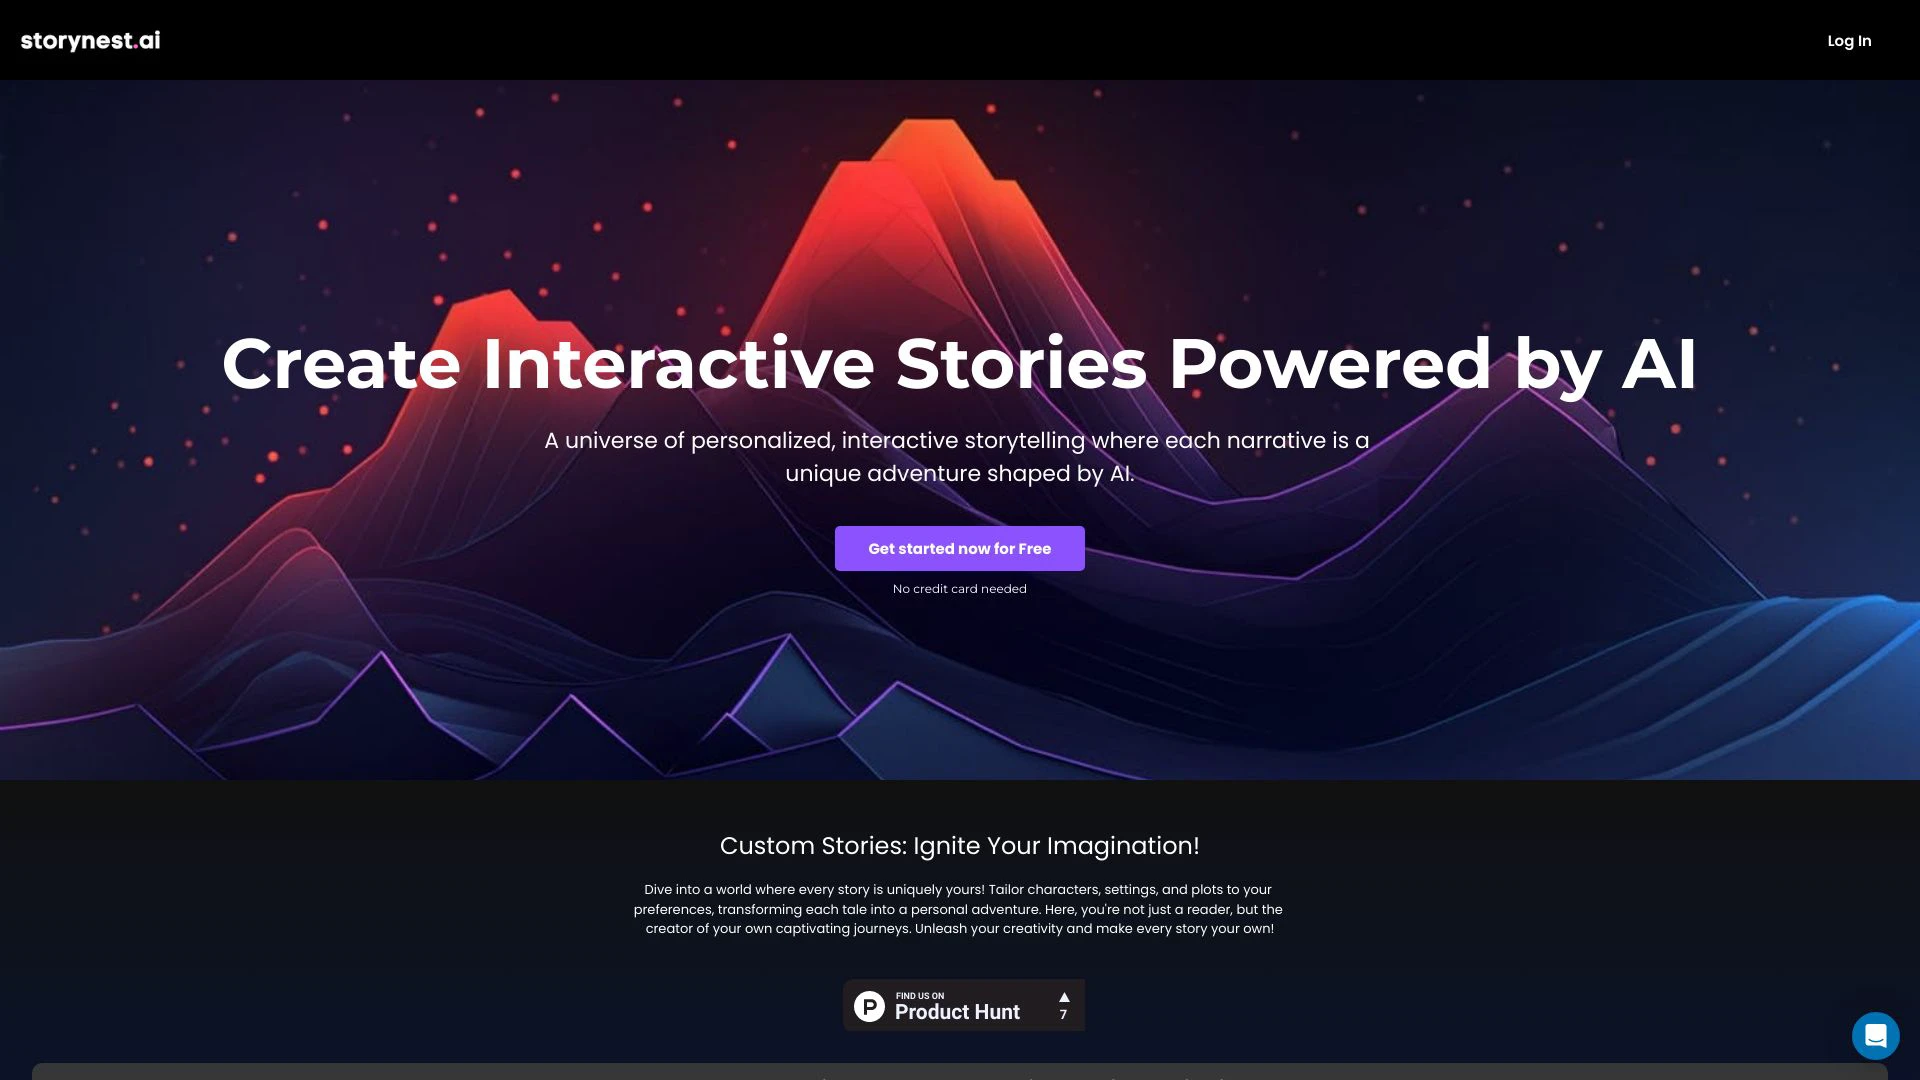 storynest.ai
Log In
Create Interactive Stories Powered by AI
A universe of personalized, interactive storytelling where each narrative is a
unique adventure shaped by AI.
Get started now for Free
No credit card needed
Custom Stories: Ignite Your Imagination!
Dive into a world where every story is uniquely yours! Tailor characters, settings, and plots to your
preferences, transforming each tale into a personal adventure. Here, you're not just a reader, but the
creator of your own captivating journeys. Unleash your creativity and make every story your own!
P
FIND US ON
Product Hunt
▲
7